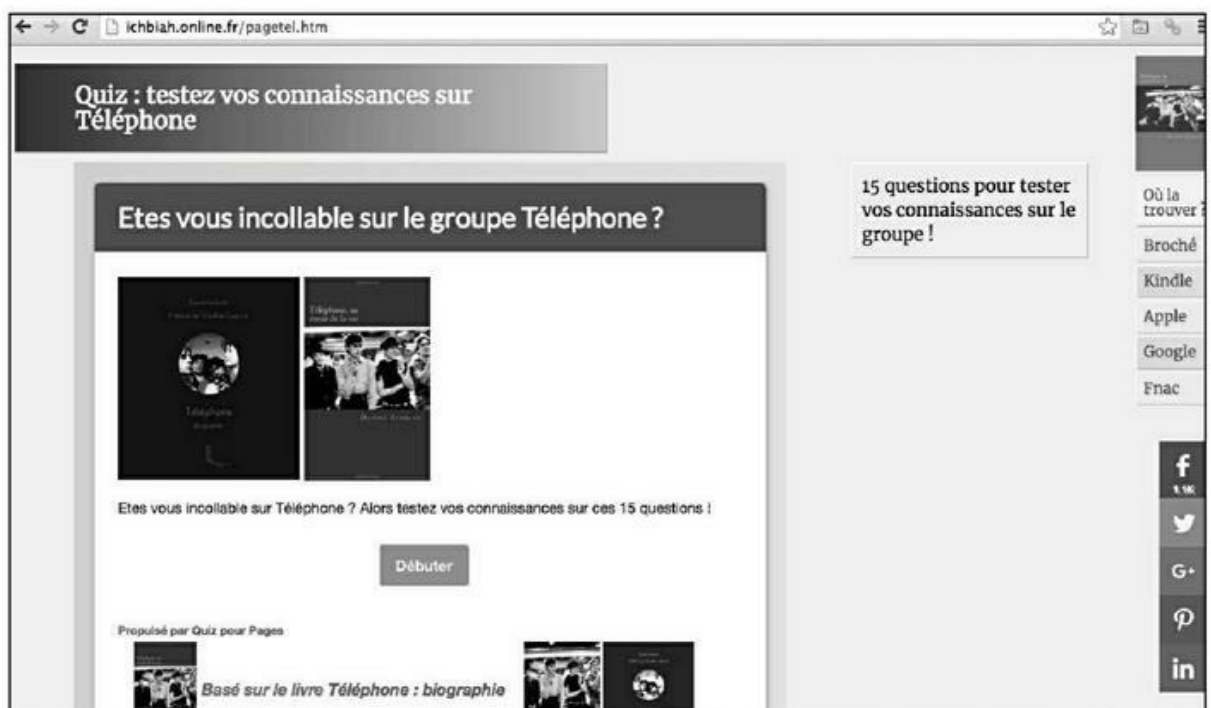 ichbiah.online.fr/pagetel.htm
Quiz : testez vos connaissances sur
Téléphone
Etes vous incollable sur le groupe Téléphone ?
Téléphone
Etes vous incollable sur Téléphone ? Alors testez vos connaissances sur ces 15 questions !
Débuter
Propulsé par Quiz pour Pages
Basé sur le livre Téléphone : biographie
15 questions pour tester
vos connaissances sur le
groupe !
Où la
trouver ?
Broché
Kindle
Apple
Google
Fnac
f
1.1K
G+
in